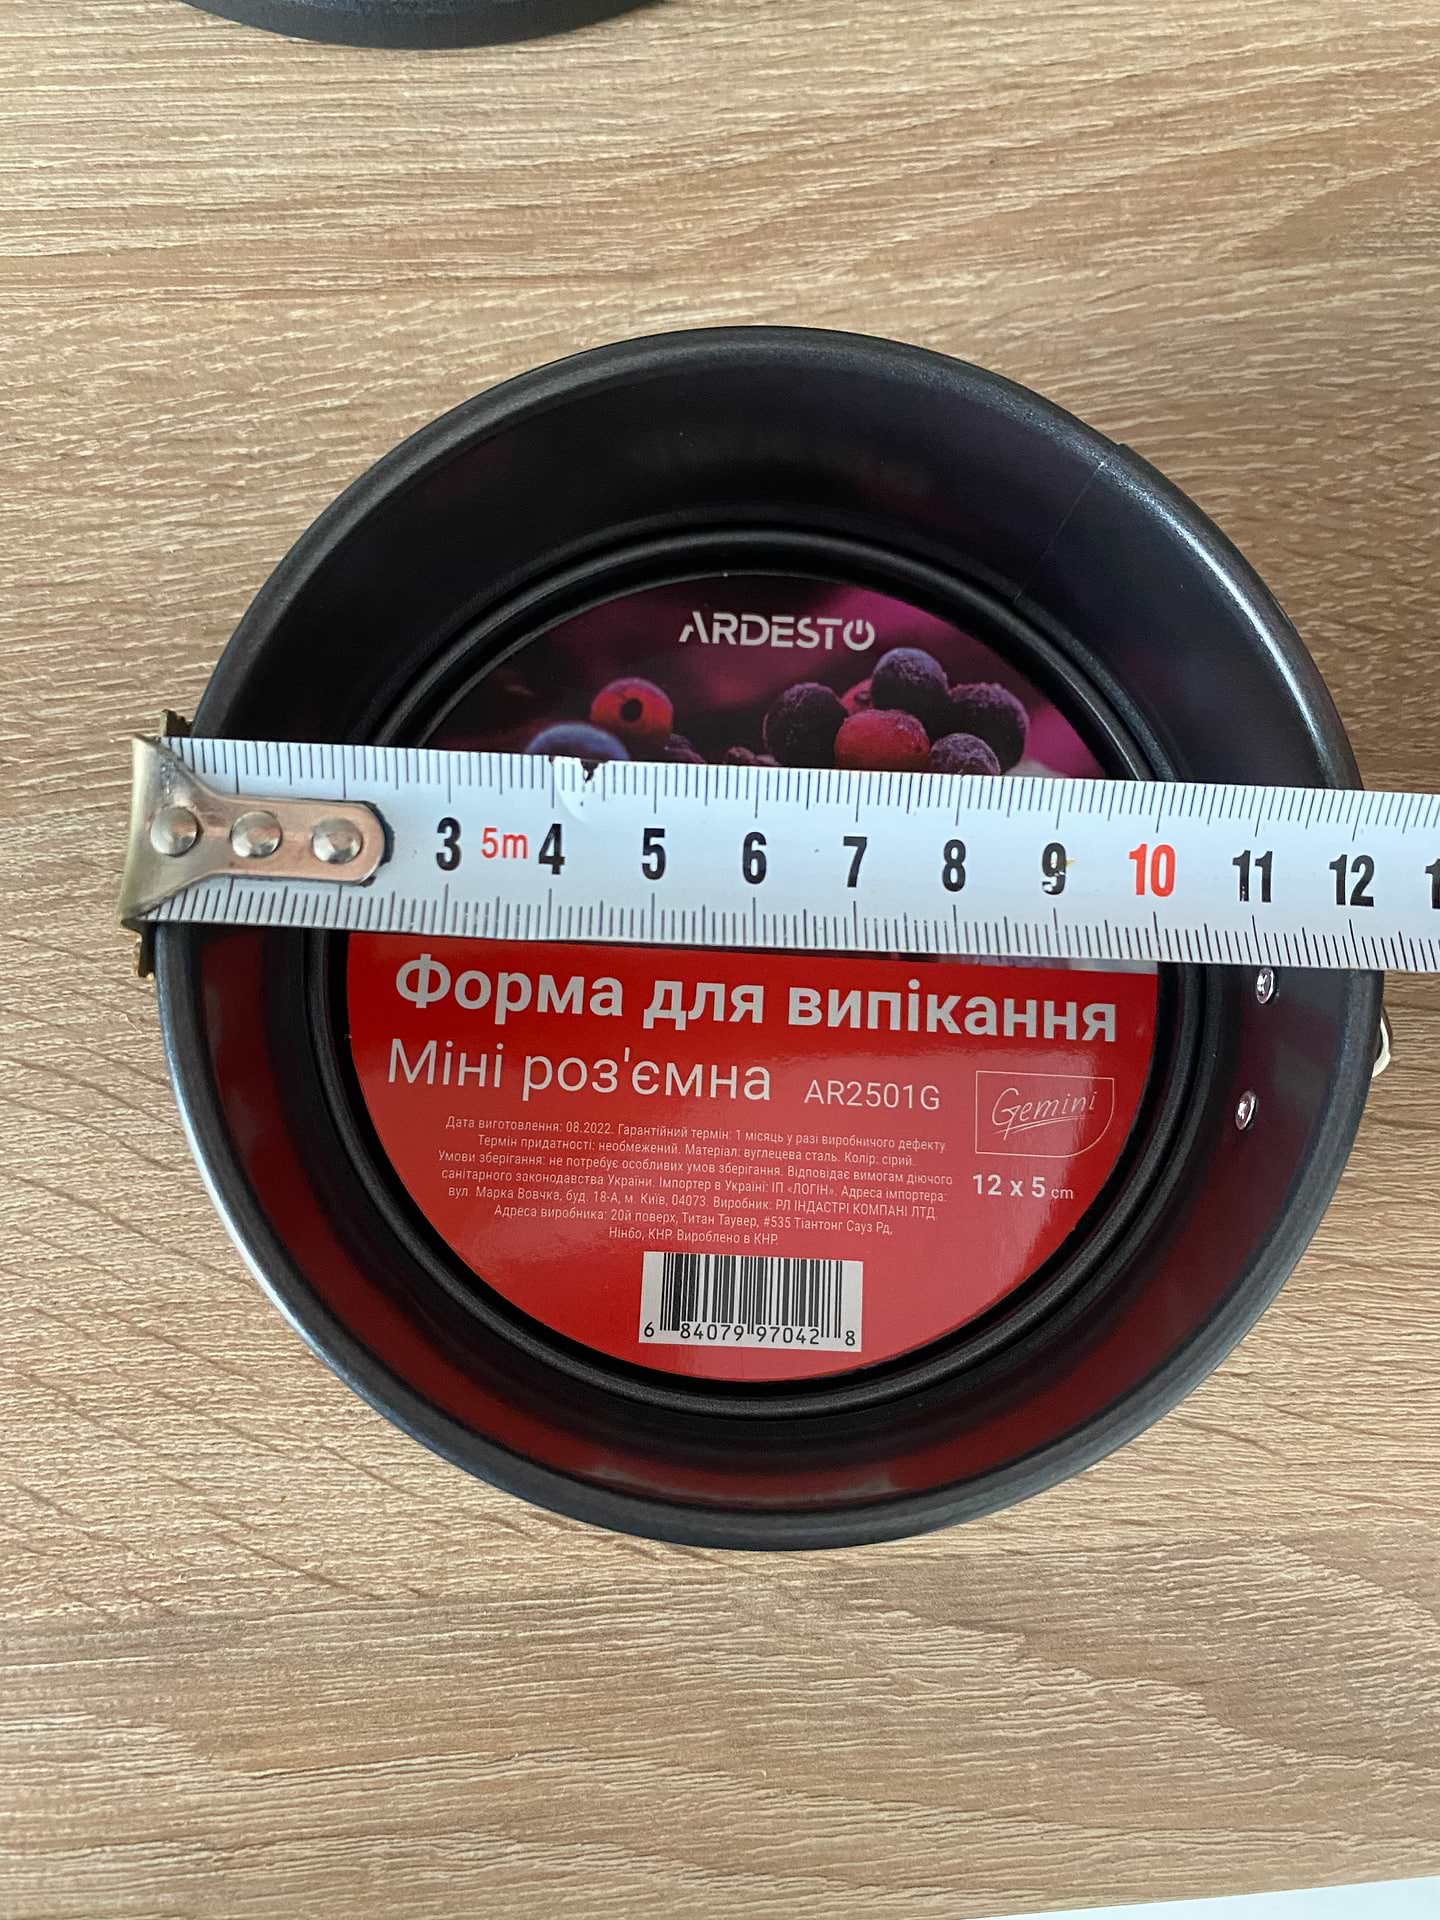 ARDESTO
3 5m 4 5 6 7 8 9 10 11 12
Форма для випікання
Міні роз'ємна AR2501G
Gemini
Дата виготовлення: 08.2022. Гарантійний термін: 1 місяць у разі виробничого дефекту.
Термін придатності: необмежений. Матеріал: вуглецева сталь. Колір: сірий.
Умови зберігання: не потребує особливих умов зберігання. Відповідає вимогам діючого
санітарного законодавства України. Імпортер в Україні: ІП «ЛОГІН». Адреса імпортера:
12 x 5 cm
вул. Марка Вовчка, буд. 18-А, м. Київ, 04073. Виробник: РЛ ІНДАСТРІ КОМПАНІ ЛТД.
Адреса виробника: 20й поверх, Титан Таувер, #535 Тіантонг Сауз Рд,
Нінбо, КНР. Вироблено в КНР.
6 84079 97042 8